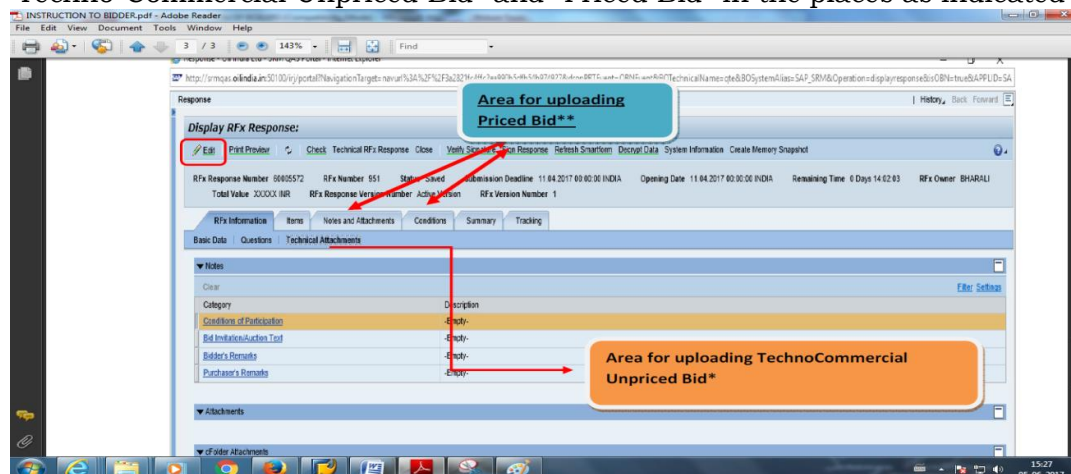 Techno-Commercial Unpriced Bid" and "Priced Bid" in the places as indicated
INSTRUCTION TO BIDDER.pdf - Adobe Reader
File Edit View Document Tools Window Help
3 / 3 143% Find
Response
History Back Forward
Area for uploading
Priced Bid**
Display RFx Response:
Edit Print Preview Check Technical RFx Response Close Verify Signature Sign Response Refresh Smartform Decrypt Data System Information Create Memory Snapshot
RFx Response Number 60005572 RFx Number 951 Status Saved Submission Deadline 11.04.2017 00:00:00 INDIA Opening Date 11.04.2017 00:00:00 INDIA Remaining Time 0 Days 14:02:03 RFx Owner BHARALI
Total Value XXXXX INR RFx Response Version Number Active Version RFx Version Number 1
RFx Information Items Notes and Attachments Conditions Summary Tracking
Basic Data Questions Technical Attachments
Notes
Clear Filter Settings
Category Description
Conditions of Participation -Empty-
Bid Invitation/Auction Text -Empty-
Bidder's Remarks -Empty-
Purchaser's Remarks -Empty-
Area for uploading TechnoCommercial
Unpriced Bid*
Attachments
cFolder Attachments
15:27